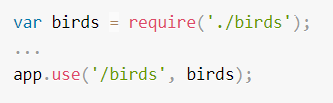 var birds = require('./birds');
...
app.use('/birds', birds);